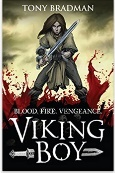 TONY BRADMAN
BLOOD. FIRE. VENGEANCE.
VIKING
BOY